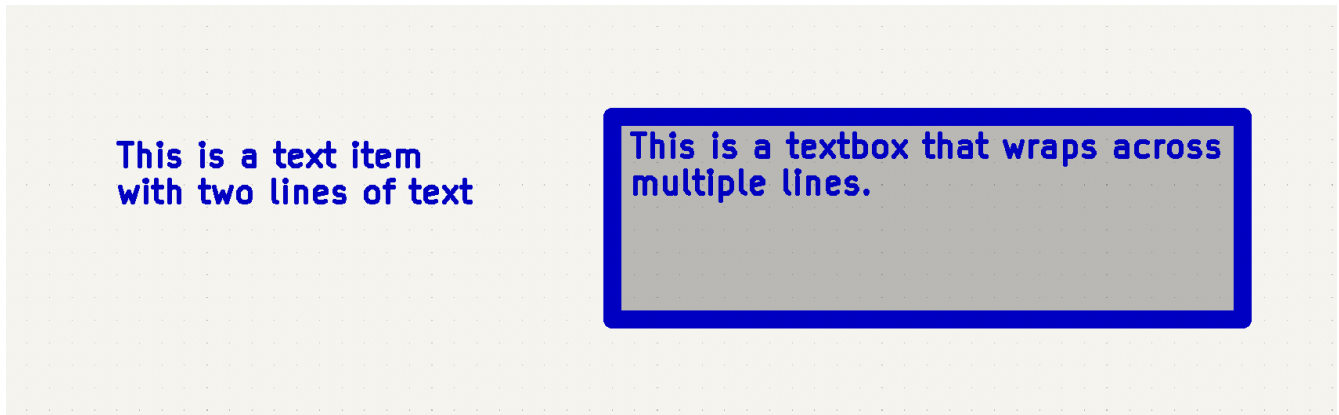 This is a text item
with two lines of text
This is a textbox that wraps across
multiple lines.